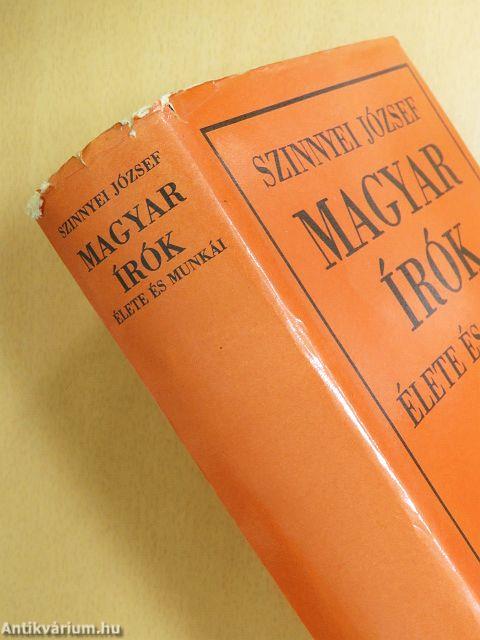 SZINNYEI JÓZSEF
MAGYAR
ÍRÓK
ÉLETE ÉS MUNKÁI
SZINNYEI JÓZSEF
MAGYAR
ÍRÓK
ÉLETE ÉS
Antikvárium.hu